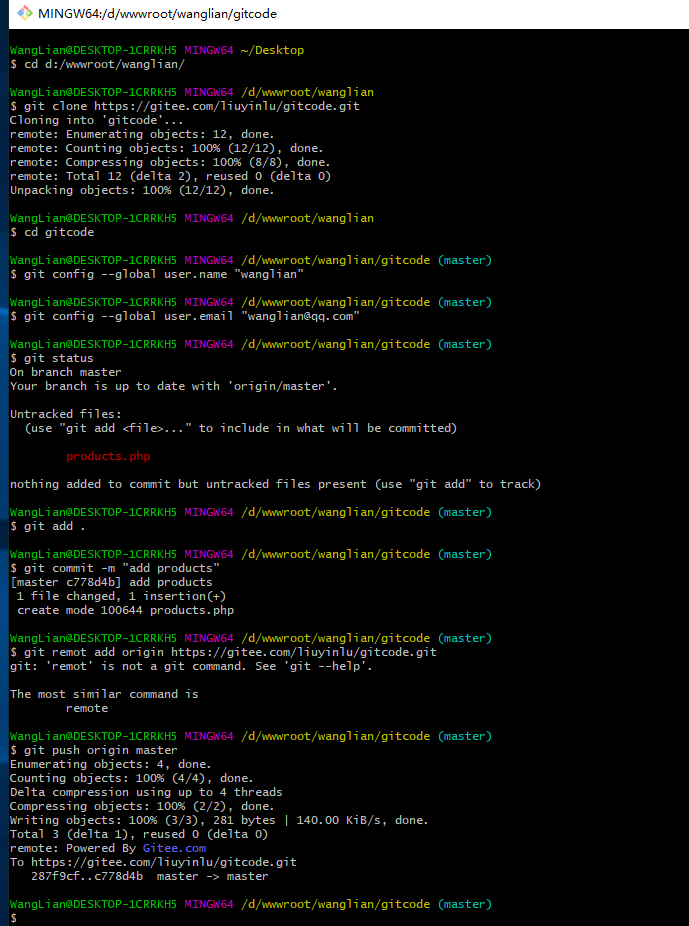 MINGW64:/d/wwwroot/wanglian/gitcode
WangLian@DESKTOP-1CRRKH5 MINGW64 ~/Desktop
$ cd d:/wwwroot/wanglian/
WangLian@DESKTOP-1CRRKH5 MINGW64 /d/wwwroot/wanglian
$ git clone https://gitee.com/liuyinlu/gitcode.git
Cloning into 'gitcode'...
remote: Enumerating objects: 12, done.
remote: Counting objects: 100% (12/12), done.
remote: Compressing objects: 100% (8/8), done.
remote: Total 12 (delta 2), reused 0 (delta 0)
Unpacking objects: 100% (12/12), done.
WangLian@DESKTOP-1CRRKH5 MINGW64 /d/wwwroot/wanglian
$ cd gitcode
WangLian@DESKTOP-1CRRKH5 MINGW64 /d/wwwroot/wanglian/gitcode (master)
$ git config --global user.name "wanglian"
WangLian@DESKTOP-1CRRKH5 MINGW64 /d/wwwroot/wanglian/gitcode (master)
$ git config --global user.email "wanglian@qq.com"
WangLian@DESKTOP-1CRRKH5 MINGW64 /d/wwwroot/wanglian/gitcode (master)
$ git status
On branch master
Your branch is up to date with 'origin/master'.
Untracked files:
(use "git add <file>..." to include in what will be committed)
products.php
nothing added to commit but untracked files present (use "git add" to track)
WangLian@DESKTOP-1CRRKH5 MINGW64 /d/wwwroot/wanglian/gitcode (master)
$ git add .
WangLian@DESKTOP-1CRRKH5 MINGW64 /d/wwwroot/wanglian/gitcode (master)
$ git commit -m "add products"
[master c778d4b] add products
1 file changed, 1 insertion(+)
create mode 100644 products.php
WangLian@DESKTOP-1CRRKH5 MINGW64 /d/wwwroot/wanglian/gitcode (master)
$ git remot add origin https://gitee.com/liuyinlu/gitcode.git
git: 'remot' is not a git command. See 'git --help'.
The most similar command is
remote
WangLian@DESKTOP-1CRRKH5 MINGW64 /d/wwwroot/wanglian/gitcode (master)
$ git push origin master
Enumerating objects: 4, done.
Counting objects: 100% (4/4), done.
Delta compression using up to 4 threads
Compressing objects: 100% (2/2), done.
Writing objects: 100% (3/3), 281 bytes | 140.00 KiB/s, done.
Total 3 (delta 1), reused 0 (delta 0)
remote: Powered By Gitee.com
To https://gitee.com/liuyinlu/gitcode.git
287f9cf..c778d4b  master -> master
WangLian@DESKTOP-1CRRKH5 MINGW64 /d/wwwroot/wanglian/gitcode (master)
$